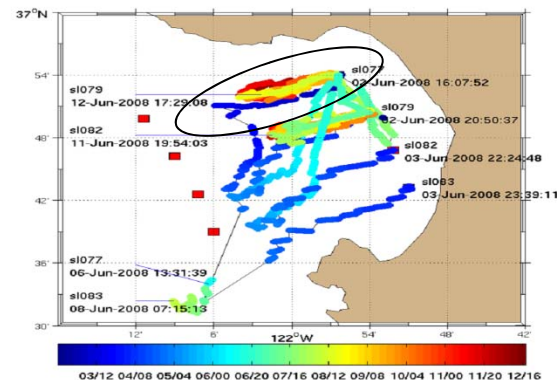 37°N
54'
48'
42'
36'
30'
sl077
02-Jun-2008 16:07:52
sl079
12-Jun-2008 17:29:08
sl079
02-Jun-2008 20:50:37
sl082
11-Jun-2008 19:54:03
sl082
03-Jun-2008 22:24:48
sl083
03-Jun-2008 23:39:11
sl077
06-Jun-2008 13:31:39
sl083
08-Jun-2008 07:15:13
12' 6' 122°W 54' 48' 42'
03/12 04/08 05/04 06/00 06/20 07/16 08/12 09/08 10/04 11/00 11/20 12/16